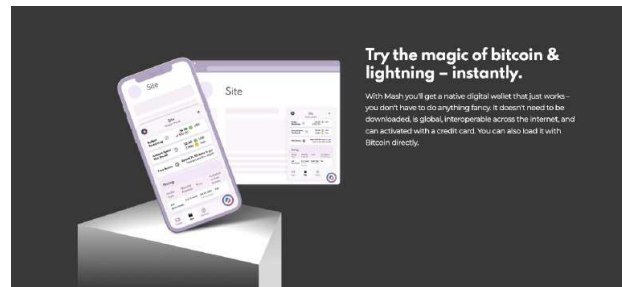 Try the magic of bitcoin &
lightning – instantly.
With Mash you'll get a native digital wallet that just works –
you don't have to do anything fancy. It doesn't need to be
downloaded, is global, interoperable across the internet, and
can activated with a credit card. You can also load it with
Bitcoin directly.
Site
Site